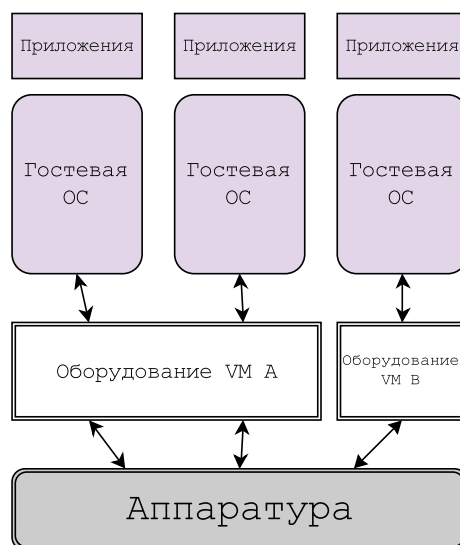 Приложения Приложения Приложения
Гостевая Гостевая Гостевая
ОС ОС ОС
Оборудование VM A
Оборудование
VM B
Аппаратура